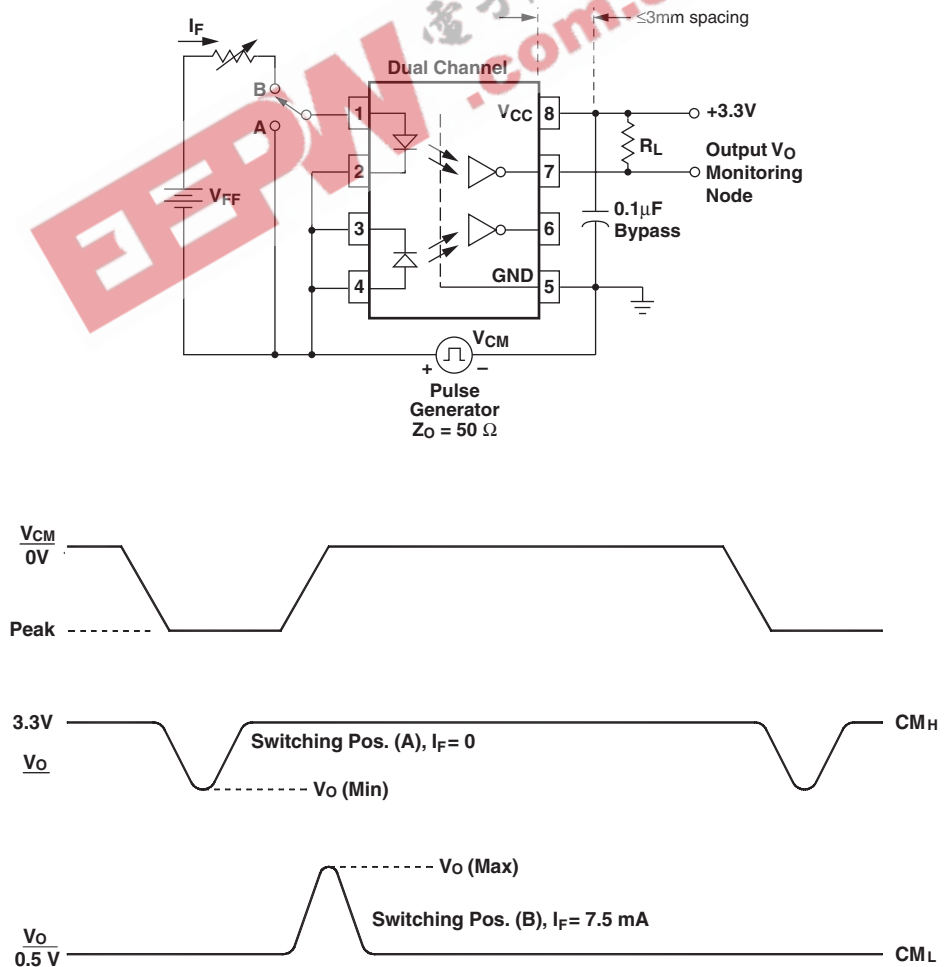 ≤3mm spacing
IF
Dual Channel
B
A
1
VCC
8
+3.3V
RL
2
7
Output VO
Monitoring
Node
VFF
3
6
0.1µF
Bypass
4
GND
5
VCM
+
–
Pulse
Generator
ZO = 50 Ω
VCM
0V
Peak
3.3V
CMH
Switching Pos. (A), IF = 0
VO
VO (Min)
VO (Max)
Switching Pos. (B), IF = 7.5 mA
VO
0.5 V
CML
EEPW
.com.c